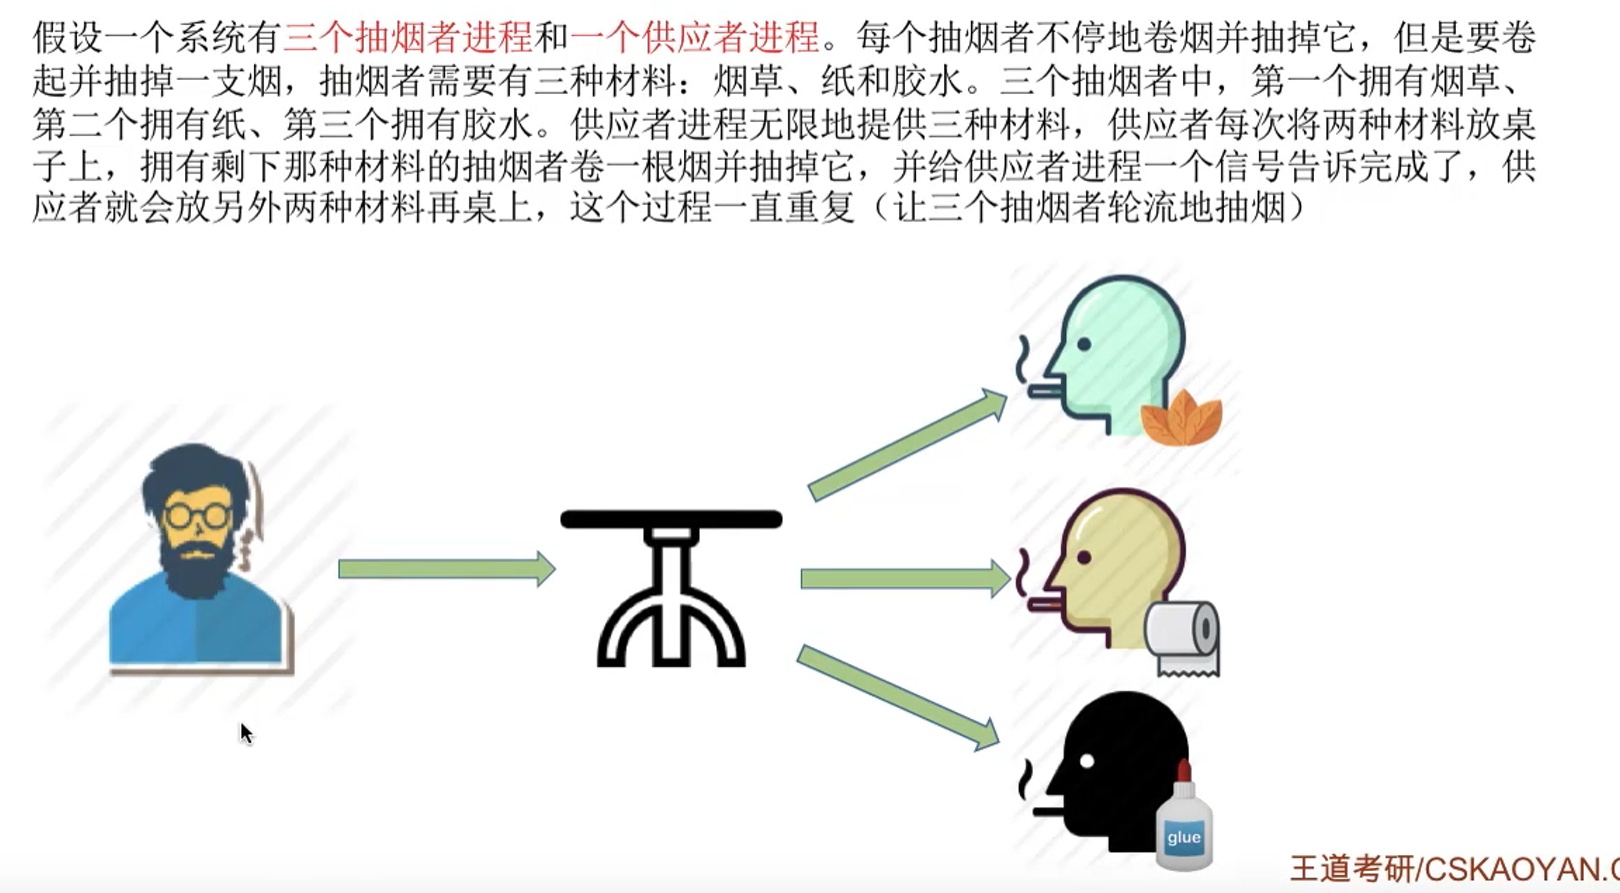 假设一个系统有三个抽烟者进程和一个供应者进程。每个抽烟者不停地卷烟并抽掉它，但是要卷
起并抽掉一支烟，抽烟者需要有三种材料：烟草、纸和胶水。三个抽烟者中，第一个拥有烟草、
第二个拥有纸、第三个拥有胶水。供应者进程无限地提供三种材料，供应者每次将两种材料放桌
子上，拥有剩下那种材料的抽烟者卷一根烟并抽掉它，并给供应者进程一个信号告诉完成了，供
应者就会放另外两种材料再桌上，这个过程一直重复（让三个抽烟者轮流地抽烟）
glue
王道考研/CSKAOYAN.